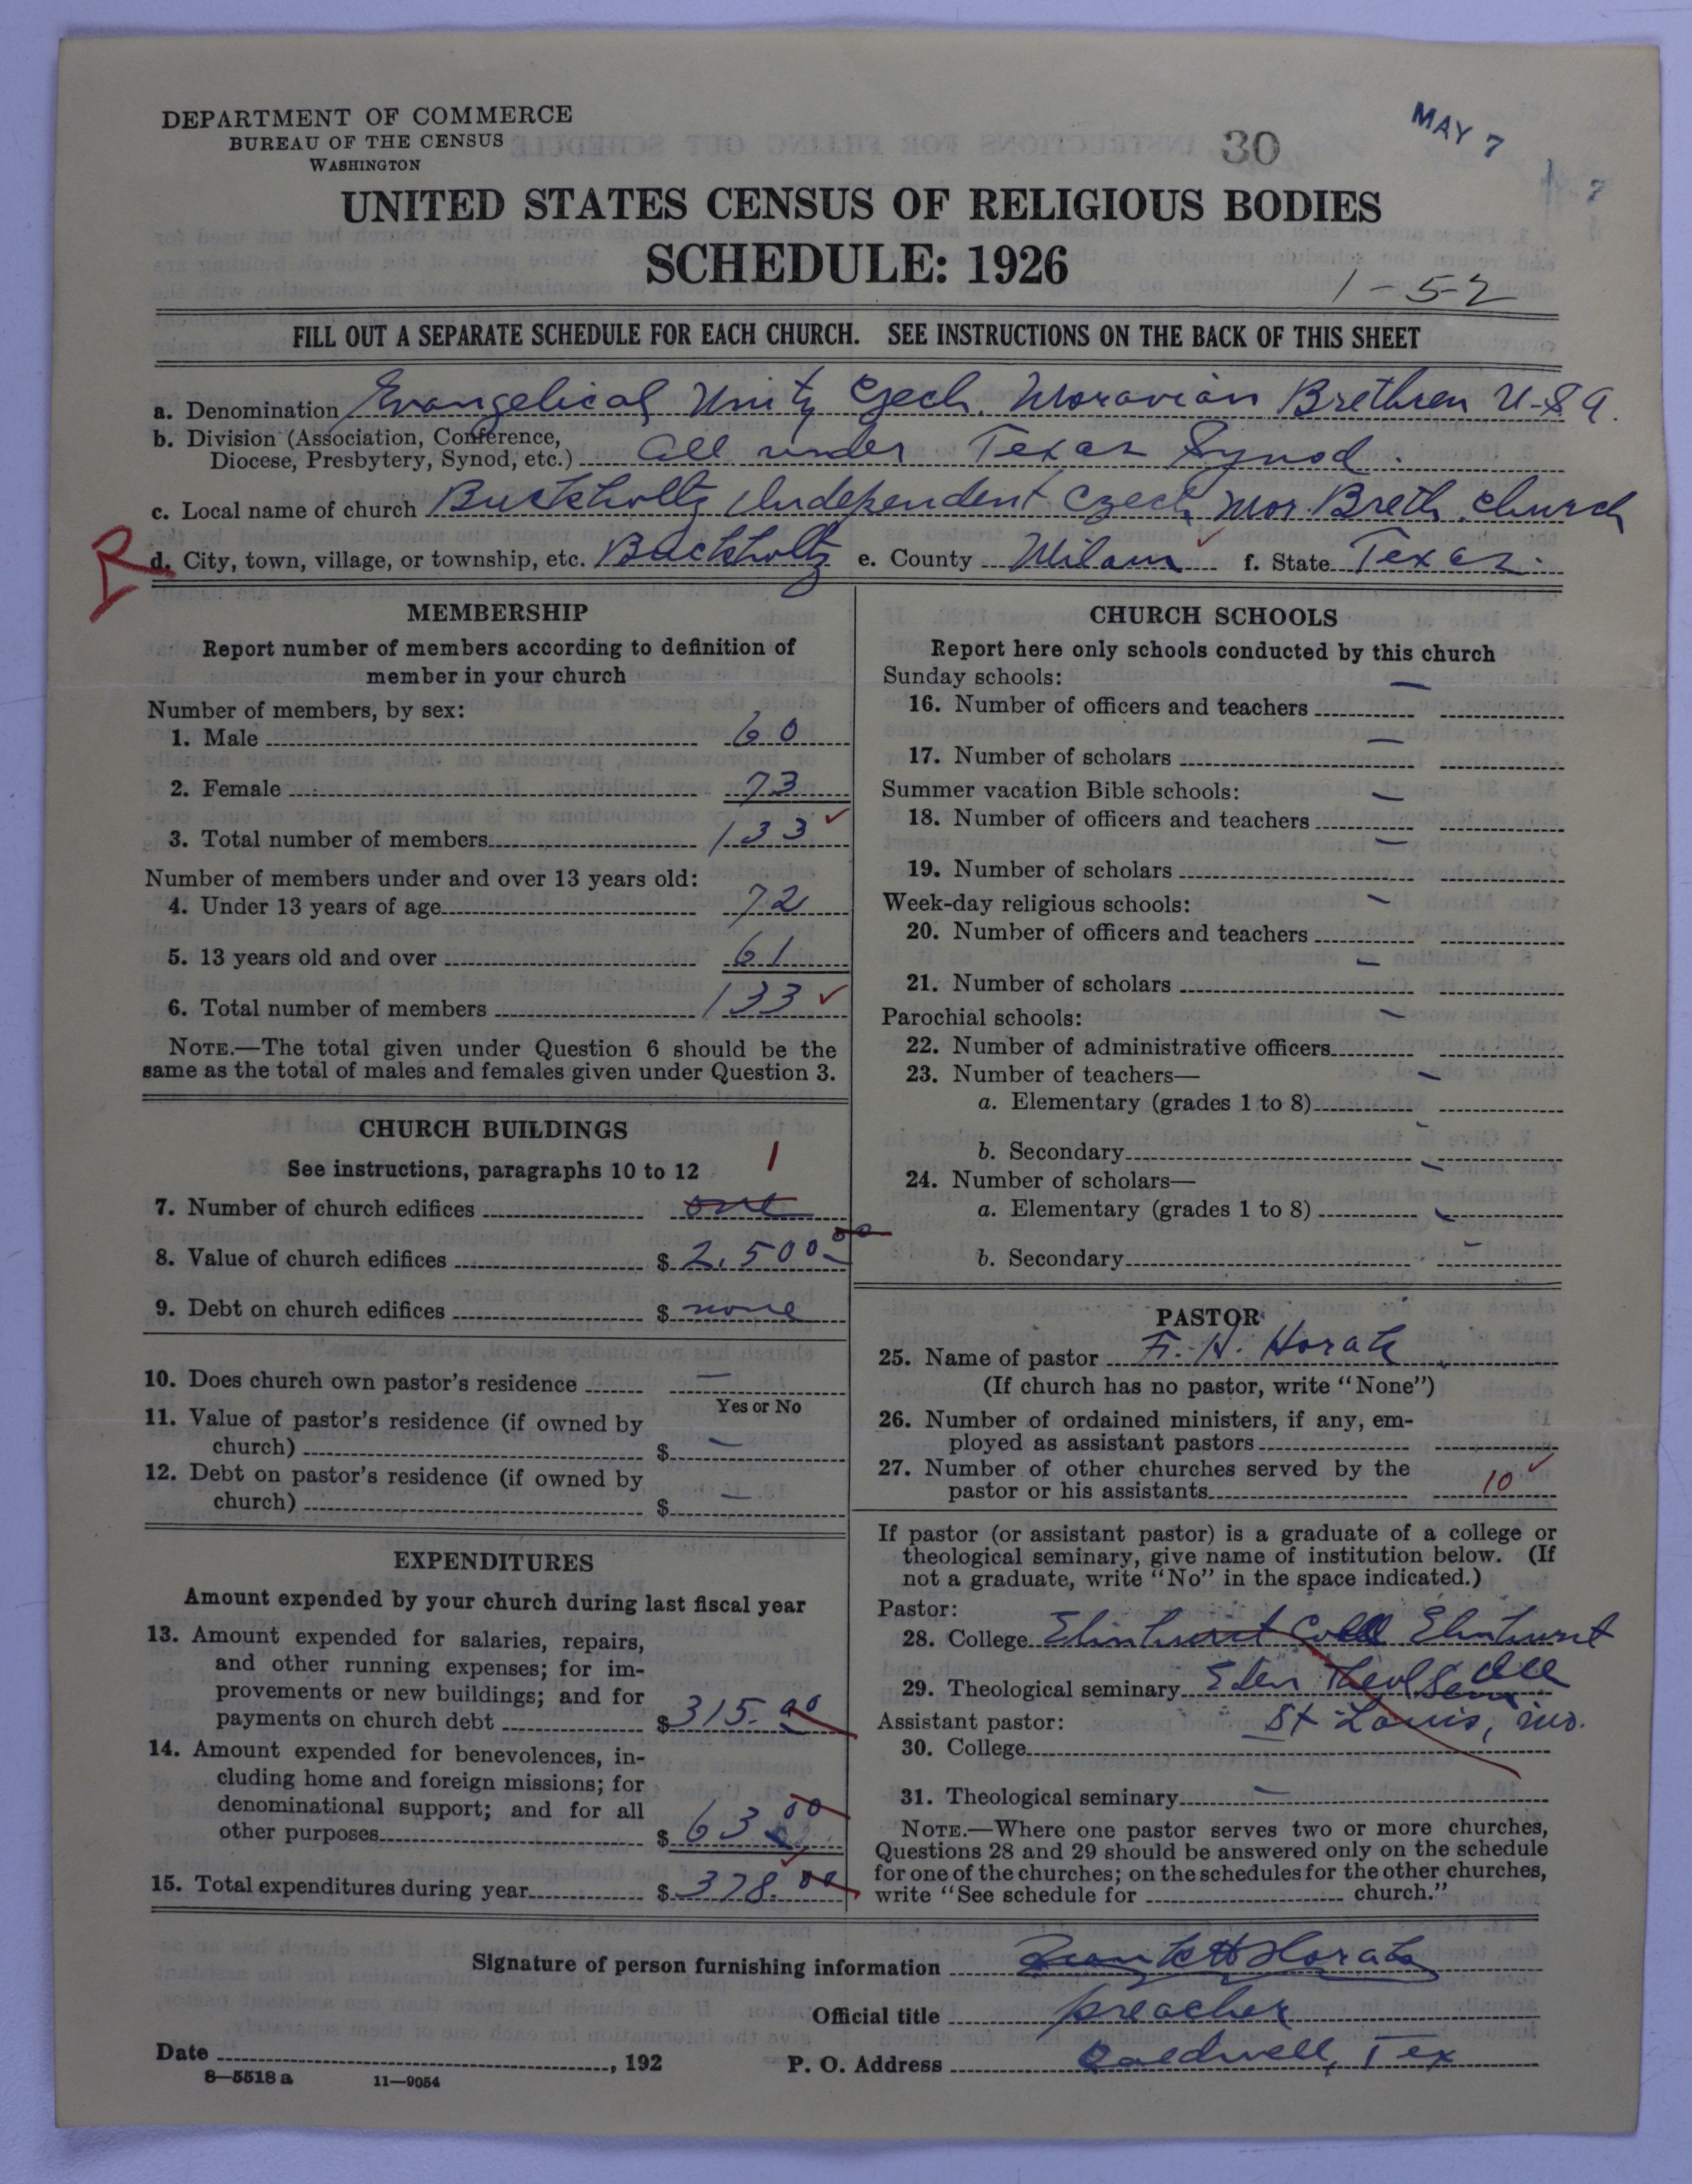 DEPARTMENT OF COMMERCE
BUREAU OF THE CENSUS
WASHINGTON
30
MAY 7
UNITED STATES CENSUS OF RELIGIOUS BODIES
SCHEDULE: 1926
1-52
FILL OUT A SEPARATE SCHEDULE FOR EACH CHURCH. SEE INSTRUCTIONS ON THE BACK OF THIS SHEET
a. Denomination Evangelical Unity Czech. Moravian Brethren U.S.A.
b. Division (Association, Conference,
Diocese, Presbytery, Synod, etc.) All under Texas Synod.
c. Local name of church Buckholtz Independent Czech Mor. Breth. Church
d. City, town, village, or township, etc. Buckholtz e. County Milam f. State Texas.
MEMBERSHIP
Report number of members according to definition of
member in your church
Number of members, by sex:
1. Male 60
2. Female 73
3. Total number of members 133
Number of members under and over 13 years old:
4. Under 13 years of age 72
5. 13 years old and over 61
6. Total number of members 133
NOTE.—The total given under Question 6 should be the
same as the total of males and females given under Question 3.
CHURCH BUILDINGS
See instructions, paragraphs 10 to 12
1
7. Number of church edifices one
8. Value of church edifices $ 2,500.00
9. Debt on church edifices $ none
10. Does church own pastor's residence —
Yes or No
11. Value of pastor's residence (if owned by
church) $ —
12. Debt on pastor's residence (if owned by
church) $ —
EXPENDITURES
Amount expended by your church during last fiscal year
13. Amount expended for salaries, repairs,
and other running expenses; for im-
provements or new buildings; and for
payments on church debt $ 315.00
14. Amount expended for benevolences, in-
cluding home and foreign missions; for
denominational support; and for all
other purposes $ 63.00
15. Total expenditures during year $ 378.00
CHURCH SCHOOLS
Report here only schools conducted by this church
Sunday schools:
16. Number of officers and teachers —
17. Number of scholars —
Summer vacation Bible schools:
18. Number of officers and teachers —
19. Number of scholars —
Week-day religious schools:
20. Number of officers and teachers —
21. Number of scholars —
Parochial schools:
22. Number of administrative officers —
23. Number of teachers—
a. Elementary (grades 1 to 8) —
b. Secondary —
24. Number of scholars—
a. Elementary (grades 1 to 8) —
b. Secondary —
PASTOR
25. Name of pastor F. H. Horak
(If church has no pastor, write "None")
26. Number of ordained ministers, if any, em-
ployed as assistant pastors
27. Number of other churches served by the
pastor or his assistants 10
If pastor (or assistant pastor) is a graduate of a college or
theological seminary, give name of institution below. (If
not a graduate, write "No" in the space indicated.)
Pastor:
28. College Elmhurst Coll Elmhurst
Ill
29. Theological seminary Eden Theol Sem
Assistant pastor: St Louis, Mo.
30. College
31. Theological seminary —
NOTE.—Where one pastor serves two or more churches,
Questions 28 and 29 should be answered only on the schedule
for one of the churches; on the schedules for the other churches,
write "See schedule for church."
Signature of person furnishing information Frank H Horak
Official title preacher
Date , 192 P. O. Address Caldwell, Tex
8—5518 a 11—9054